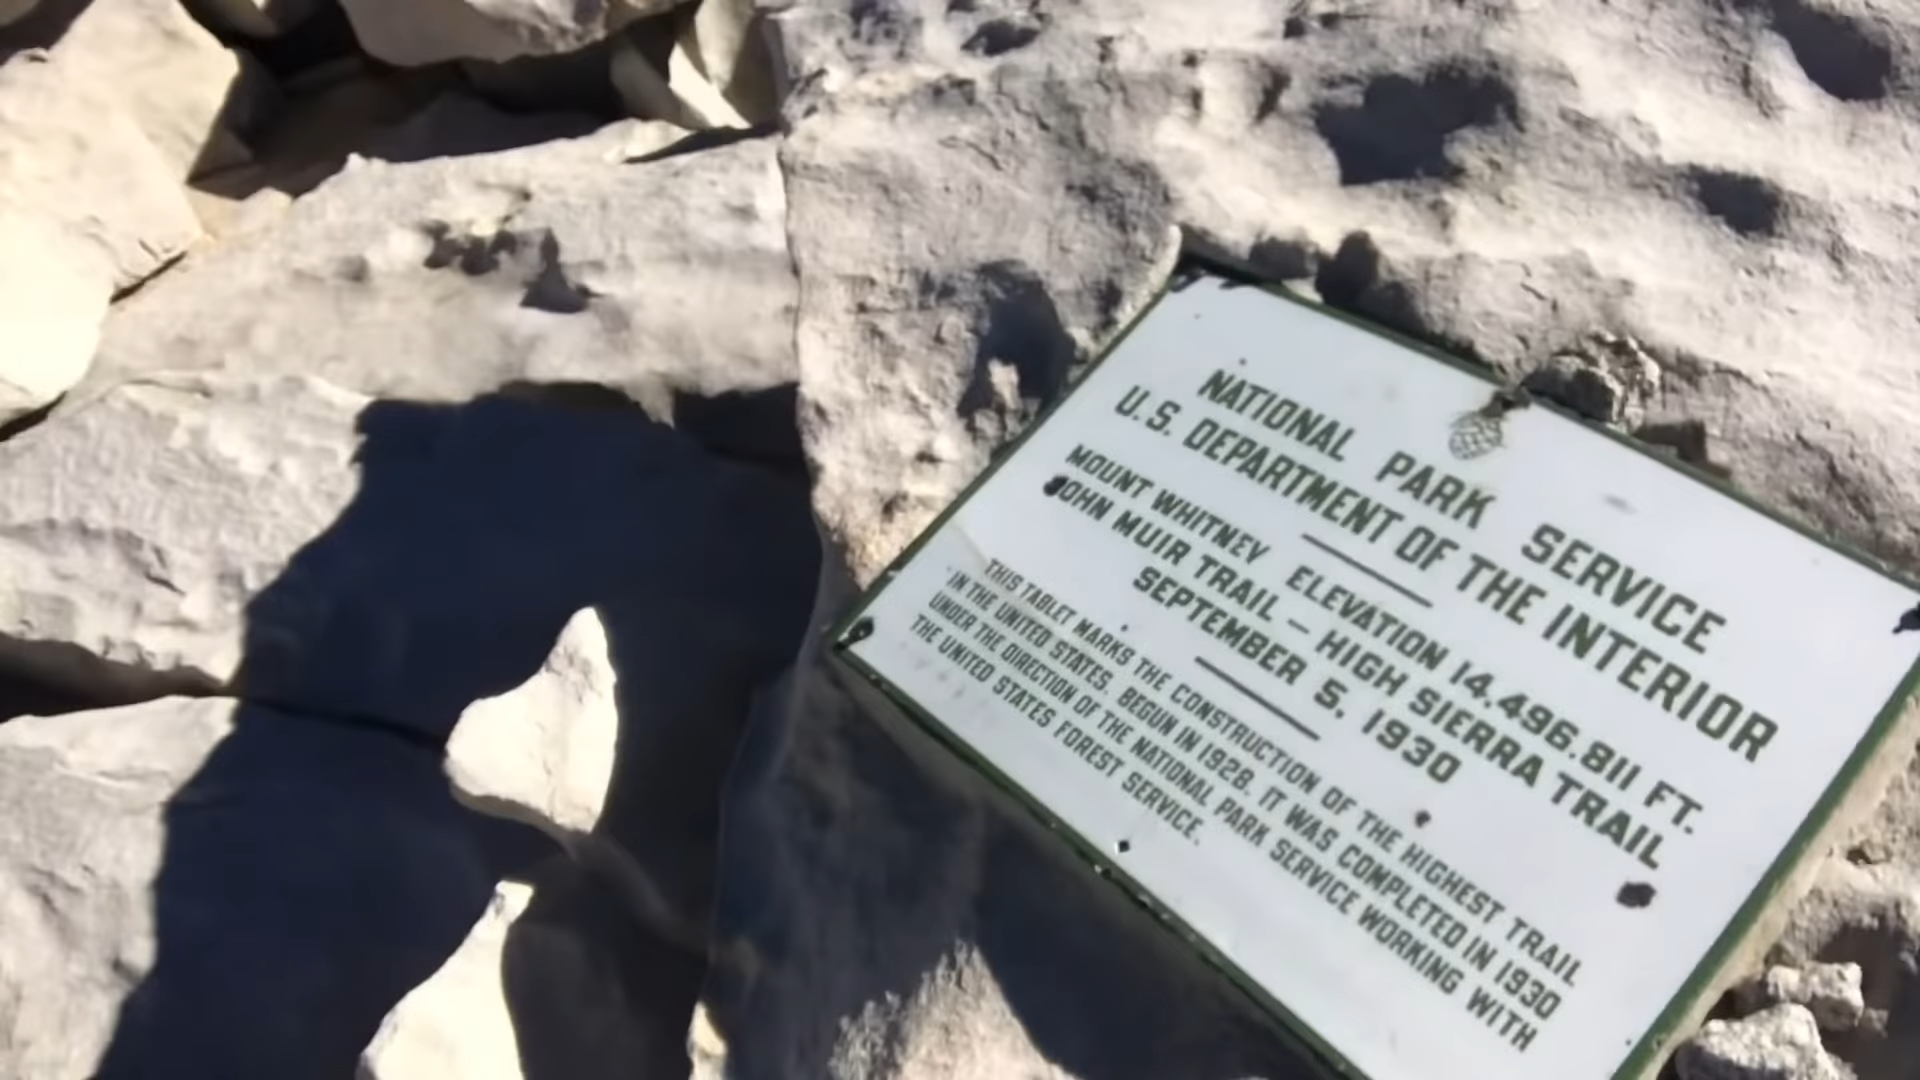 NATIONAL PARK SERVICE
U.S. DEPARTMENT OF THE INTERIOR
MOUNT WHITNEY ELEVATION 14,496.811 FT.
JOHN MUIR TRAIL – HIGH SIERRA TRAIL
SEPTEMBER 5, 1930
THIS TABLET MARKS THE CONSTRUCTION OF THE HIGHEST TRAIL
IN THE UNITED STATES. BEGUN IN 1928, IT WAS COMPLETED IN 1930
UNDER THE DIRECTION OF THE NATIONAL PARK SERVICE WORKING WITH
THE UNITED STATES FOREST SERVICE.